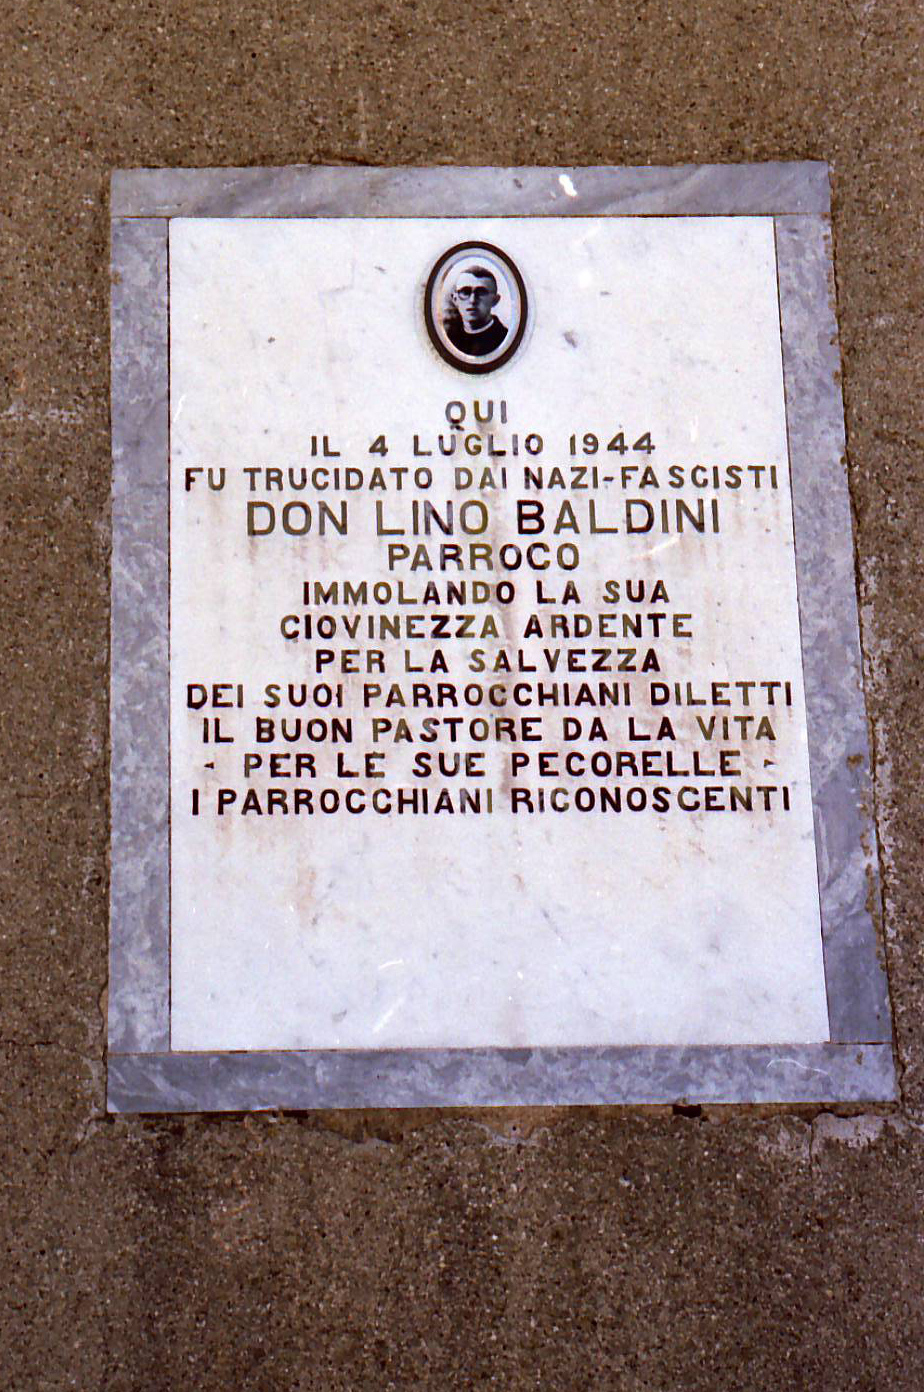 QUI
IL 4 LUGLIO 1944
FU TRUCIDATO DAI NAZI-FASCISTI
DON LINO BALDINI
PARROCO
IMMOLANDO LA SUA
GIOVINEZZA ARDENTE
PER LA SALVEZZA
DEI SUOI PARROCCHIANI DILETTI
IL BUON PASTORE DA LA VITA
PER LE SUE PECORELLE
I PARROCCHIANI RICONOSCENTI